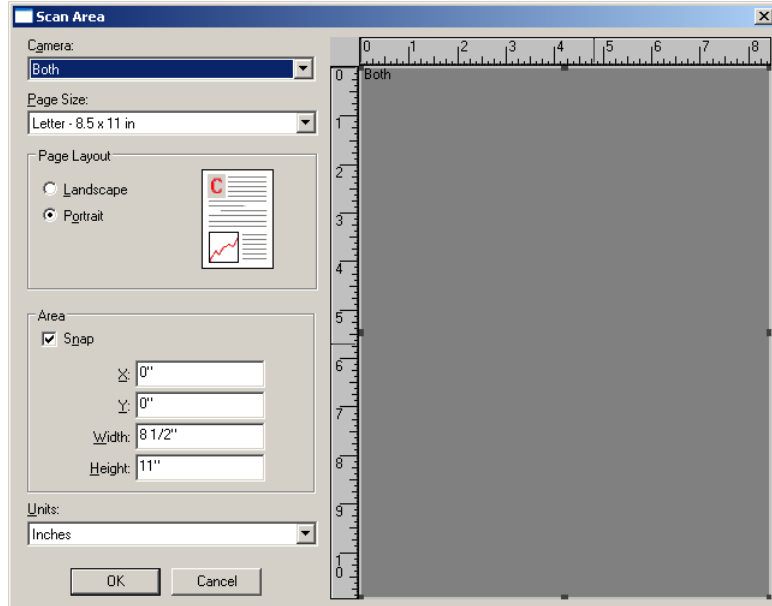 Scan Area
Camera:
Both
Page Size:
Letter - 8.5 x 11 in
Page Layout
Landscape
Portrait
C
Area
Snap
X: 0"
Y: 0"
Width: 8 1/2"
Height: 11"
Units:
Inches
OK Cancel
0 1 2 3 4 5 6 7 8
Both
0
1
2
3
4
5
6
7
8
9
10